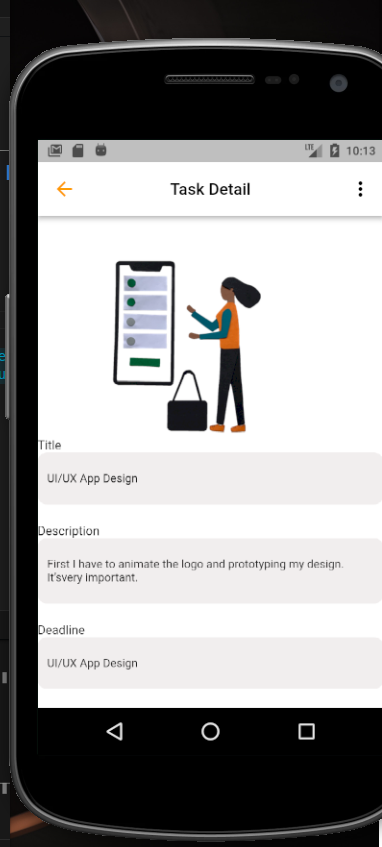 LTE 10:13
Task Detail
Title
UI/UX App Design
Description
First I have to animate the logo and prototyping my design.
It'svery important.
Deadline
UI/UX App Design